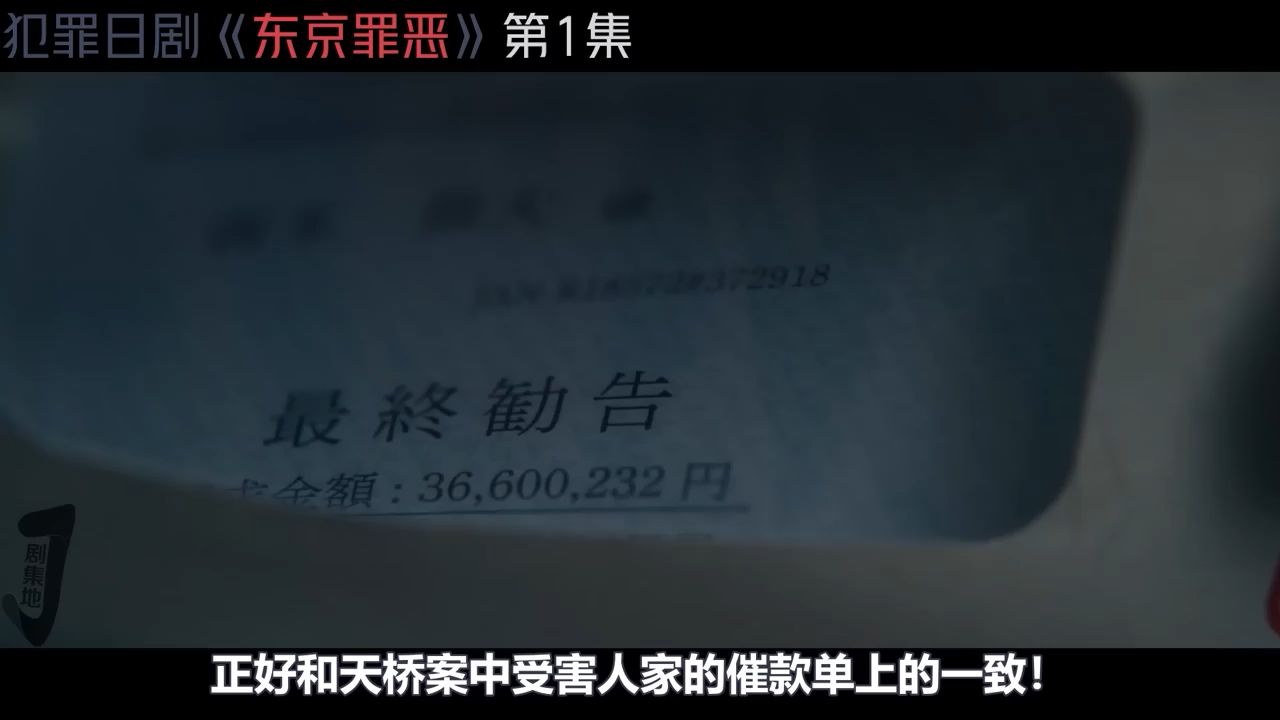 犯罪日剧《东京罪恶》第1集
最終勧告
金額：36,600,232 円
剧集地
正好和天桥案中受害人家的催款单上的一致！